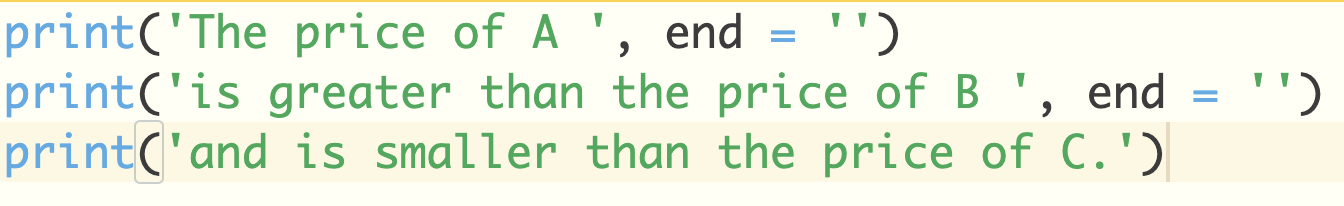 print('The price of A ', end = '')
print('is greater than the price of B ', end = '')
print('and is smaller than the price of C.')